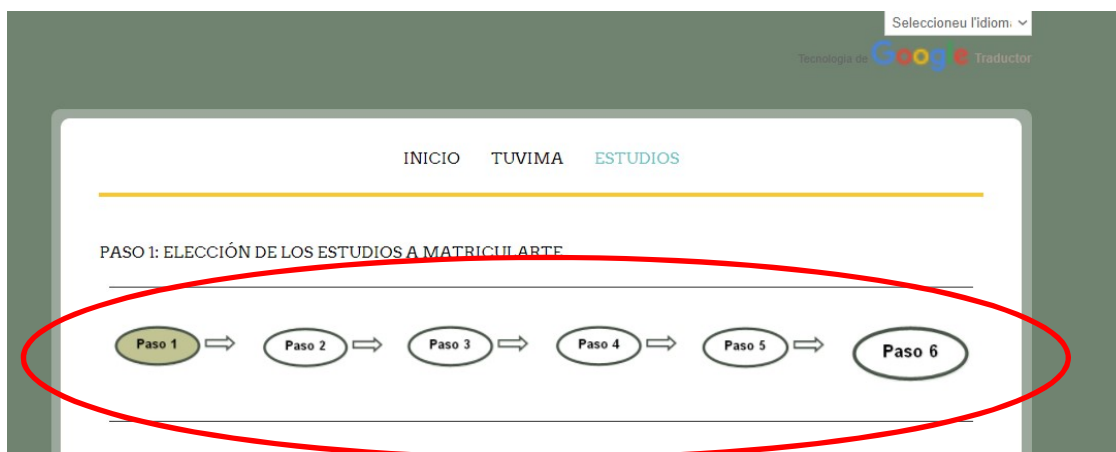 Seleccioneu l'idiom
Tecnologia de Google Traductor
INICIO TUVIMA ESTUDIOS
PASO 1: ELECCIÓN DE LOS ESTUDIOS A MATRICULARTE
Paso 1 Paso 2 Paso 3 Paso 4 Paso 5 Paso 6